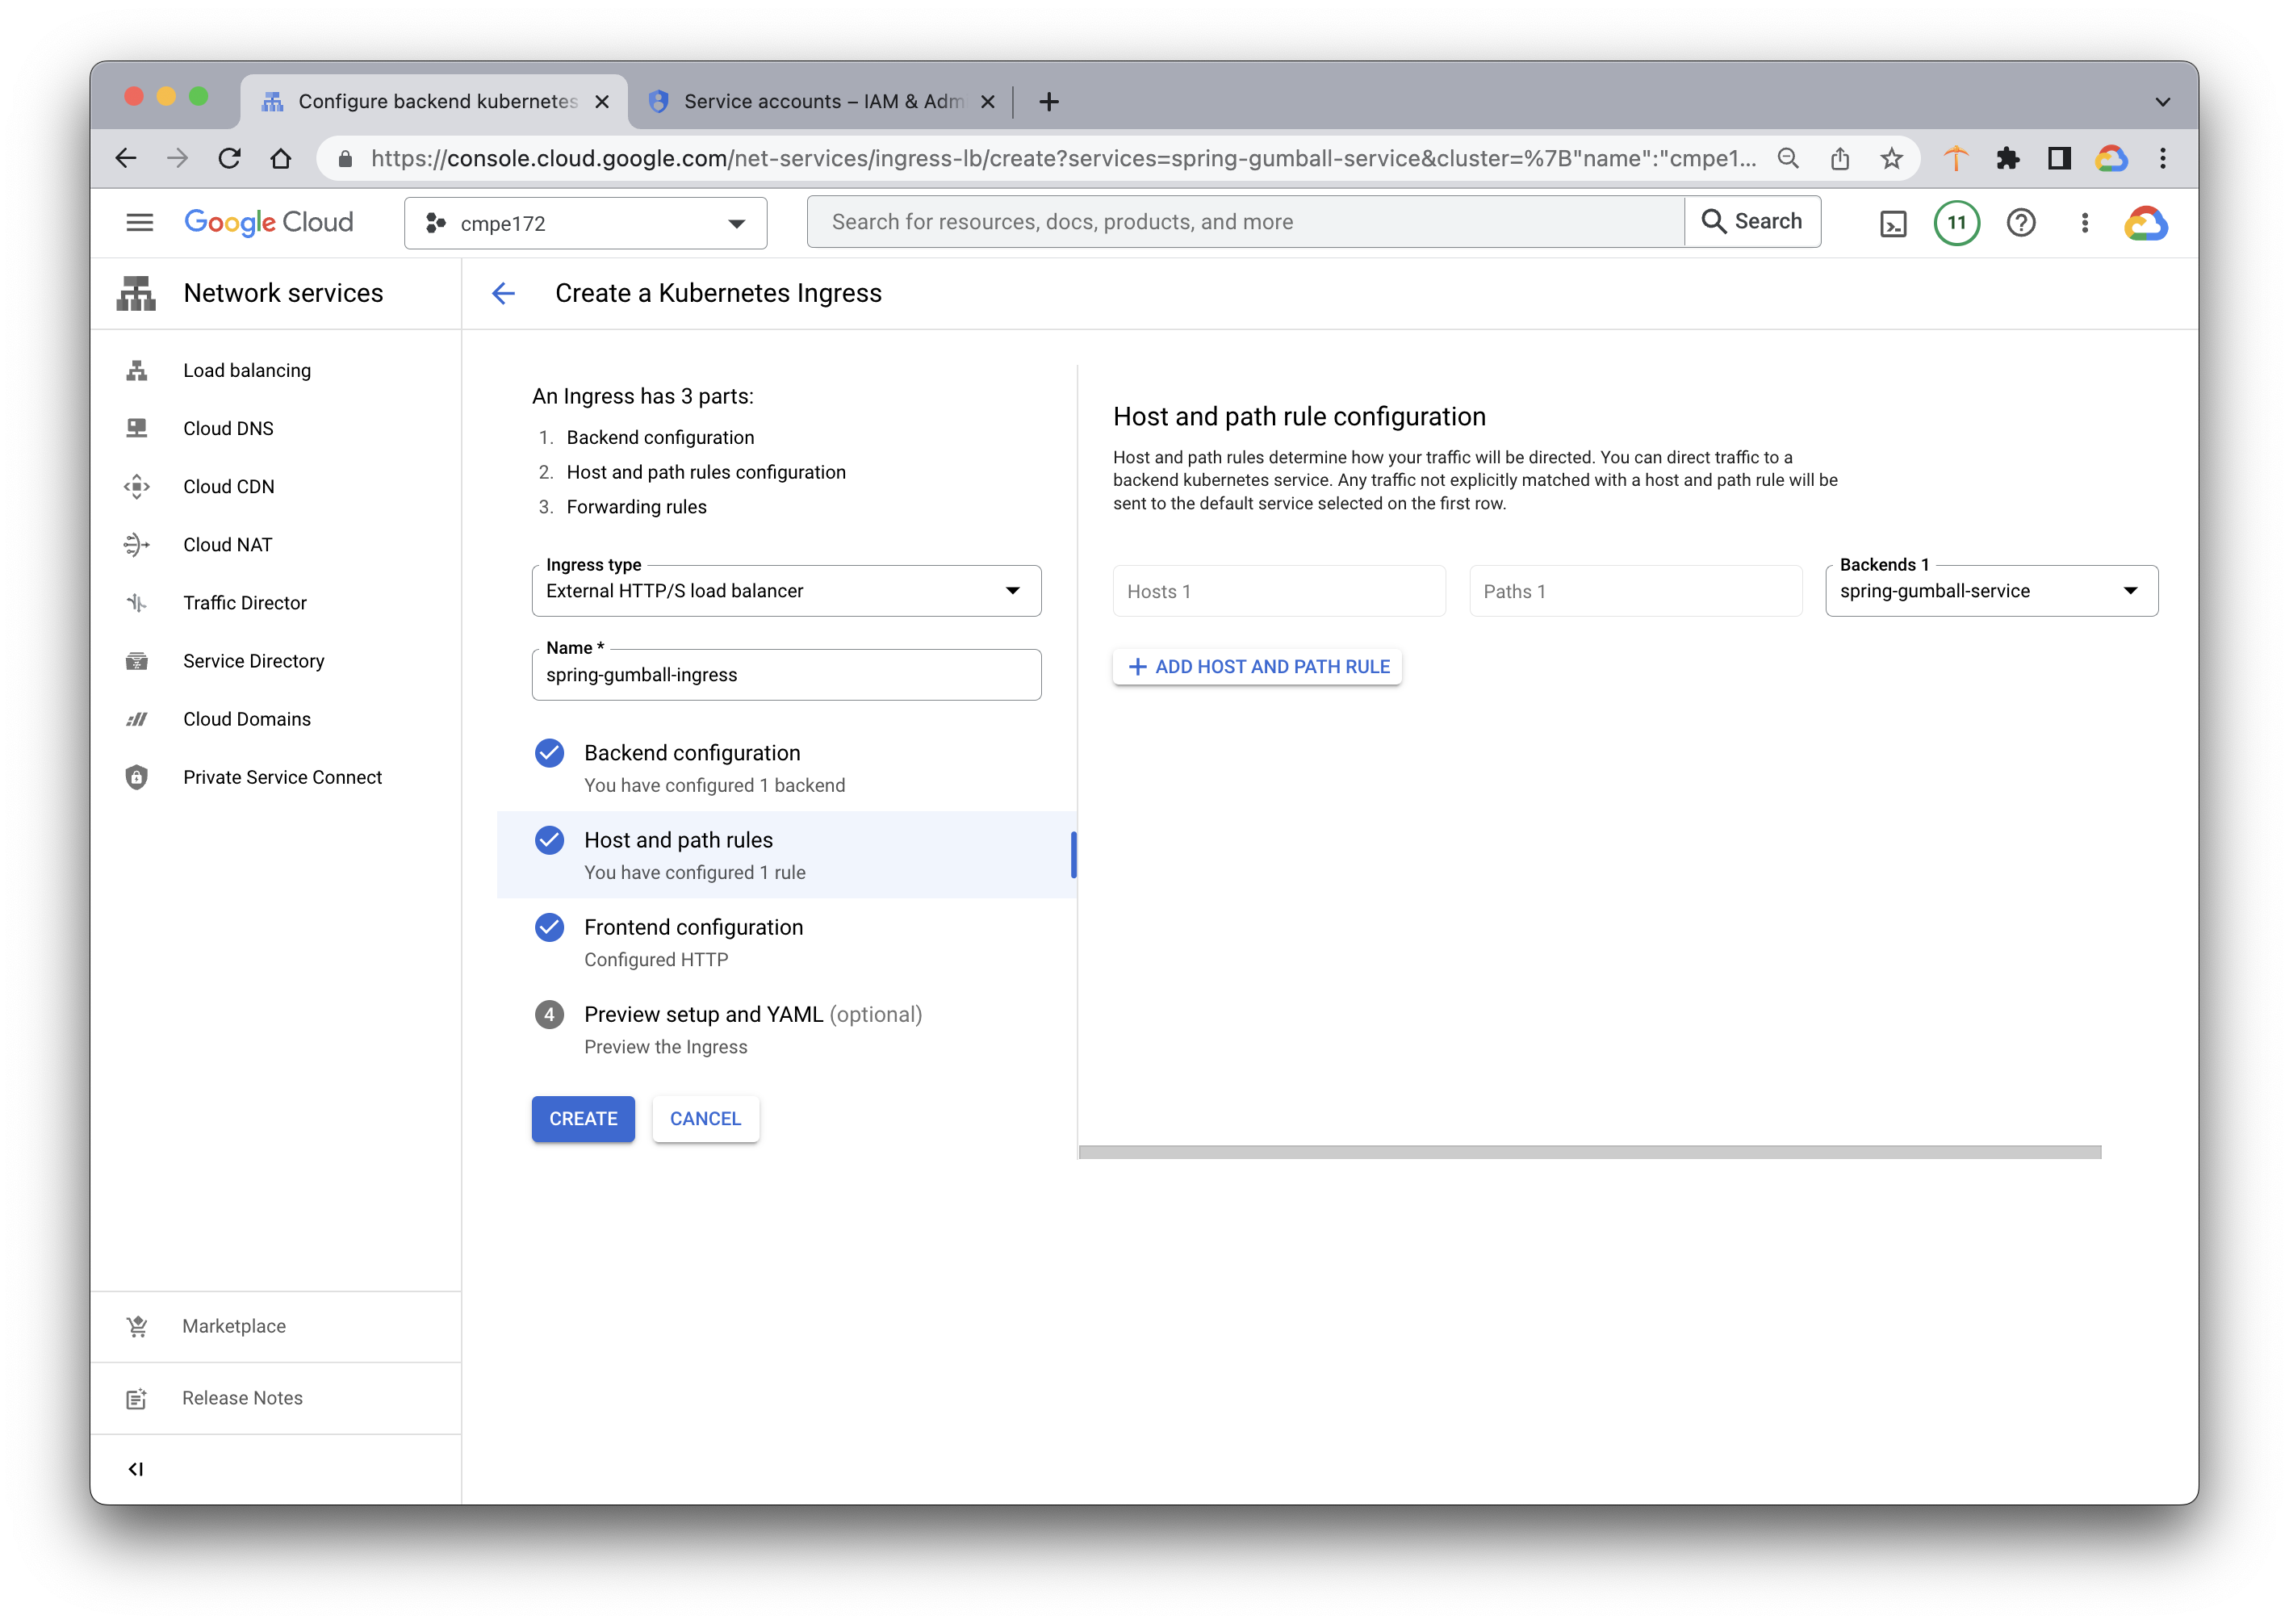 Configure backend kubernetes
Service accounts – IAM & Adm
https://console.cloud.google.com/net-services/ingress-lb/create?services=spring-gumball-service&cluster=%7B"name":"cmpe1...
Google Cloud
cmpe172
Search for resources, docs, products, and more
Search
11
Network services
Create a Kubernetes Ingress
Load balancing
Cloud DNS
Cloud CDN
Cloud NAT
Traffic Director
Service Directory
Cloud Domains
Private Service Connect
Marketplace
Release Notes
An Ingress has 3 parts:
1. Backend configuration
2. Host and path rules configuration
3. Forwarding rules
Ingress type
External HTTP/S load balancer
Name *
spring-gumball-ingress
Backend configuration
You have configured 1 backend
Host and path rules
You have configured 1 rule
Frontend configuration
Configured HTTP
4 Preview setup and YAML (optional)
Preview the Ingress
CREATE CANCEL
Host and path rule configuration
Host and path rules determine how your traffic will be directed. You can direct traffic to a
backend kubernetes service. Any traffic not explicitly matched with a host and path rule will be
sent to the default service selected on the first row.
Hosts 1
Paths 1
Backends 1
spring-gumball-service
ADD HOST AND PATH RULE